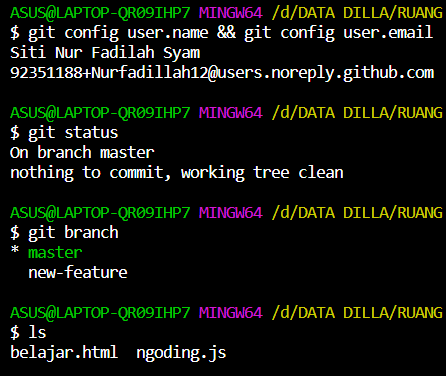 ASUS@LAPTOP-QR09IHP7 MINGW64 /d/DATA DILLA/RUANG
$ git config user.name && git config user.email
Siti Nur Fadilah Syam
92351188+Nurfadillah12@users.noreply.github.com
ASUS@LAPTOP-QR09IHP7 MINGW64 /d/DATA DILLA/RUANG
$ git status
On branch master
nothing to commit, working tree clean
ASUS@LAPTOP-QR09IHP7 MINGW64 /d/DATA DILLA/RUANG
$ git branch
* master
new-feature
ASUS@LAPTOP-QR09IHP7 MINGW64 /d/DATA DILLA/RUANG
$ ls
belajar.html  ngoding.js